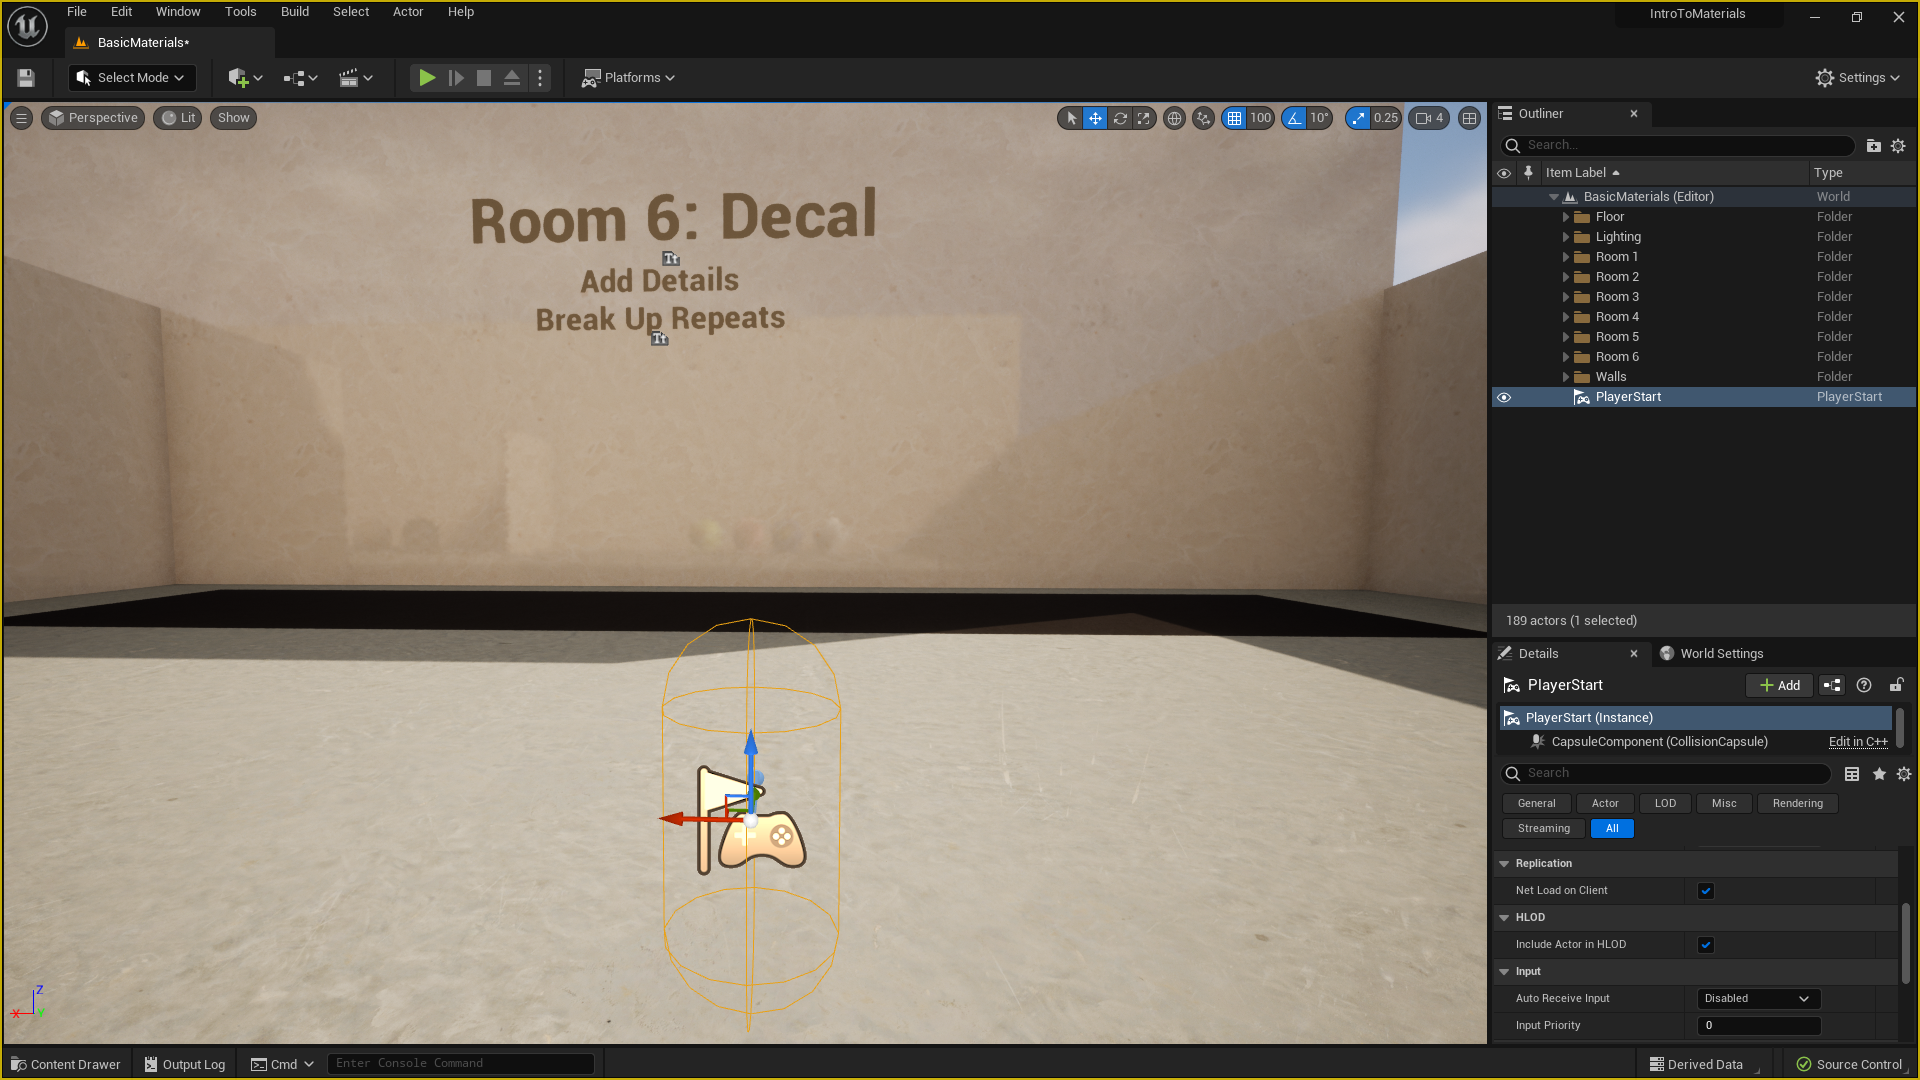 File Edit Window Tools Build Select Actor Help
IntroToMaterials
BasicMaterials*
Select Mode
Platforms
Settings
Perspective Lit Show
100 10° 0.25 4
Room 6: Decal
Tt
Add Details
Break Up Repeats
Tt
Z
X Y
Outliner
Search...
Item Label Type
BasicMaterials (Editor) World
Floor Folder
Lighting Folder
Room 1 Folder
Room 2 Folder
Room 3 Folder
Room 4 Folder
Room 5 Folder
Room 6 Folder
Walls Folder
PlayerStart PlayerStart
189 actors (1 selected)
Details World Settings
PlayerStart Add
PlayerStart (Instance)
CapsuleComponent (CollisionCapsule) Edit in C++
Search
General Actor LOD Misc Rendering
Streaming All
Replication
Net Load on Client
HLOD
Include Actor in HLOD
Input
Auto Receive Input Disabled
Input Priority 0
Content Drawer Output Log Cmd Enter Console Command Derived Data Source Control